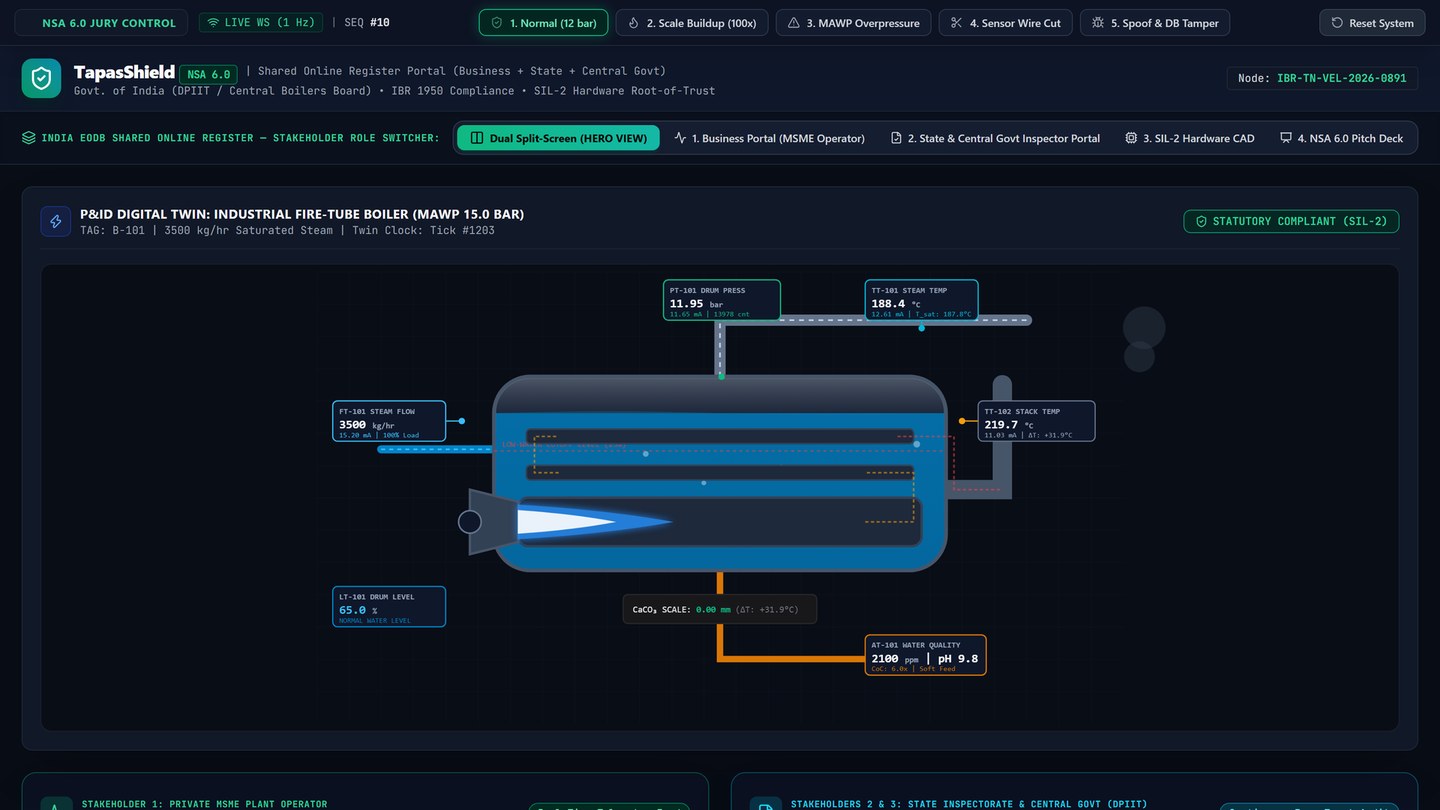 NSA 6.0 JURY CONTROL
LIVE WS (1 Hz) | SEQ #10
1. Normal (12 bar)
2. Scale Buildup (100x)
3. MAWP Overpressure
4. Sensor Wire Cut
5. Spoof & DB Tamper
Reset System
TapasShield NSA 6.0 | Shared Online Register Portal (Business + State + Central Govt)
Govt. of India (DPIIT / Central Boilers Board) • IBR 1950 Compliance • SIL-2 Hardware Root-of-Trust
Node: IBR-TN-VEL-2026-0891
INDIA EODB SHARED ONLINE REGISTER — STAKEHOLDER ROLE SWITCHER:
Dual Split-Screen (HERO VIEW)
1. Business Portal (MSME Operator)
2. State & Central Govt Inspector Portal
3. SIL-2 Hardware CAD
4. NSA 6.0 Pitch Deck
P&ID DIGITAL TWIN: INDUSTRIAL FIRE-TUBE BOILER (MAWP 15.0 BAR)
TAG: B-101 | 3500 kg/hr Saturated Steam | Twin Clock: Tick #1203
STATUTORY COMPLIANT (SIL-2)
PT-101 DRUM PRESS
11.95 bar
11.65 mA | 13978 cnt
TT-101 STEAM TEMP
188.4 °C
12.61 mA | T_sat: 187.8°C
FT-101 STEAM FLOW
3500 kg/hr
15.20 mA | 100% Load
TT-102 STACK TEMP
219.7 °C
11.03 mA | ΔT: +31.9°C
LT-101 DRUM LEVEL
65.0 %
NORMAL WATER LEVEL
CaCO₃ SCALE: 0.00 mm (ΔT: +31.9°C)
AT-101 WATER QUALITY
2100 ppm | pH 9.8
CoC: 6.0x | Soft Feed
STAKEHOLDER 1: PRIVATE MSME PLANT OPERATOR
STAKEHOLDERS 2 & 3: STATE INSPECTORATE & CENTRAL GOVT (DPIIT)